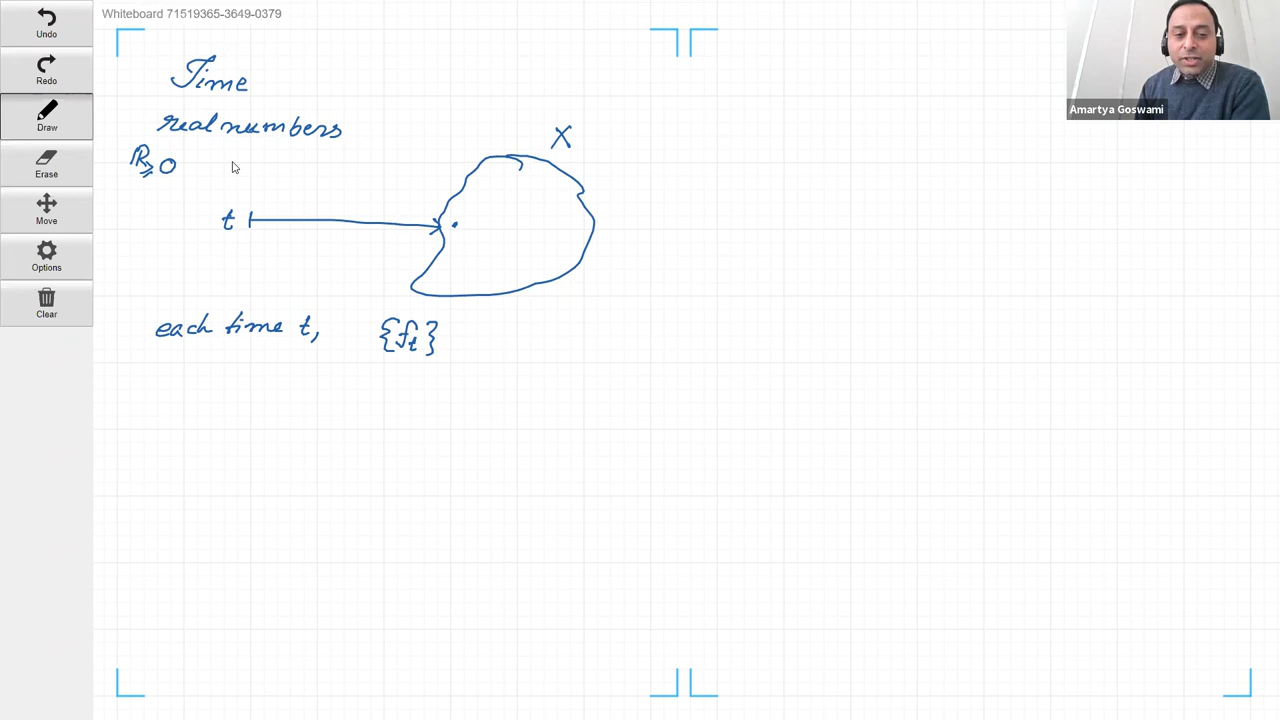 Whiteboard 71519365-3649-0379
Undo
Redo
Draw
Erase
Move
Options
Clear
Amartya Goswami
Time
real numbers
ℝ≥0
X
t
each time t, {f_t}